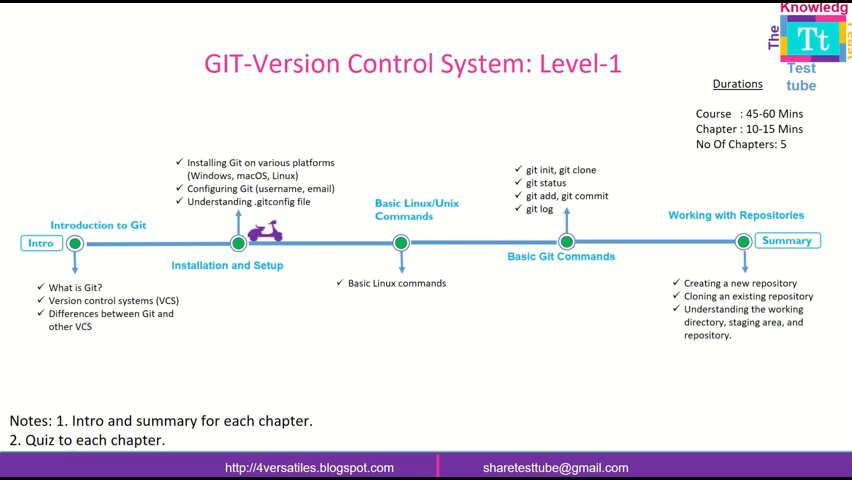 Knowledg
The
Tt
Test
tube
GIT-Version Control System: Level-1
Durations
Course : 45-60 Mins
Chapter : 10-15 Mins
No Of Chapters: 5
Introduction to Git
Intro
✓ What is Git?
✓ Version control systems (VCS)
✓ Differences between Git and
other VCS
✓ Installing Git on various platforms
(Windows, macOS, Linux)
✓ Configuring Git (username, email)
✓ Understanding .gitconfig file
Installation and Setup
Basic Linux/Unix
Commands
✓ Basic Linux commands
✓ git init, git clone
✓ git status
✓ git add, git commit
✓ git log
Basic Git Commands
Working with Repositories
Summary
✓ Creating a new repository
✓ Cloning an existing repository
✓ Understanding the working
directory, staging area, and
repository.
Notes: 1. Intro and summary for each chapter.
2. Quiz to each chapter.
http://4versatiles.blogspot.com
sharetesttube@gmail.com